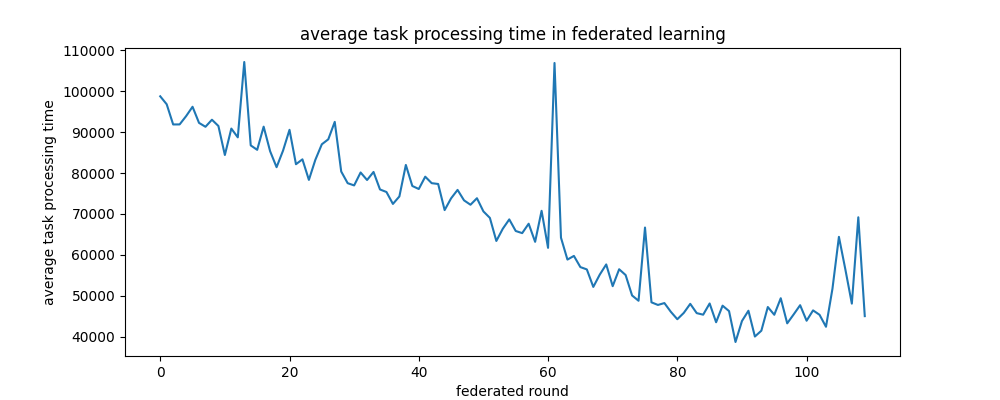 average task processing time in federated learning
average task processing time
110000
100000
90000
80000
70000
60000
50000
40000
0 20 40 60 80 100
federated round